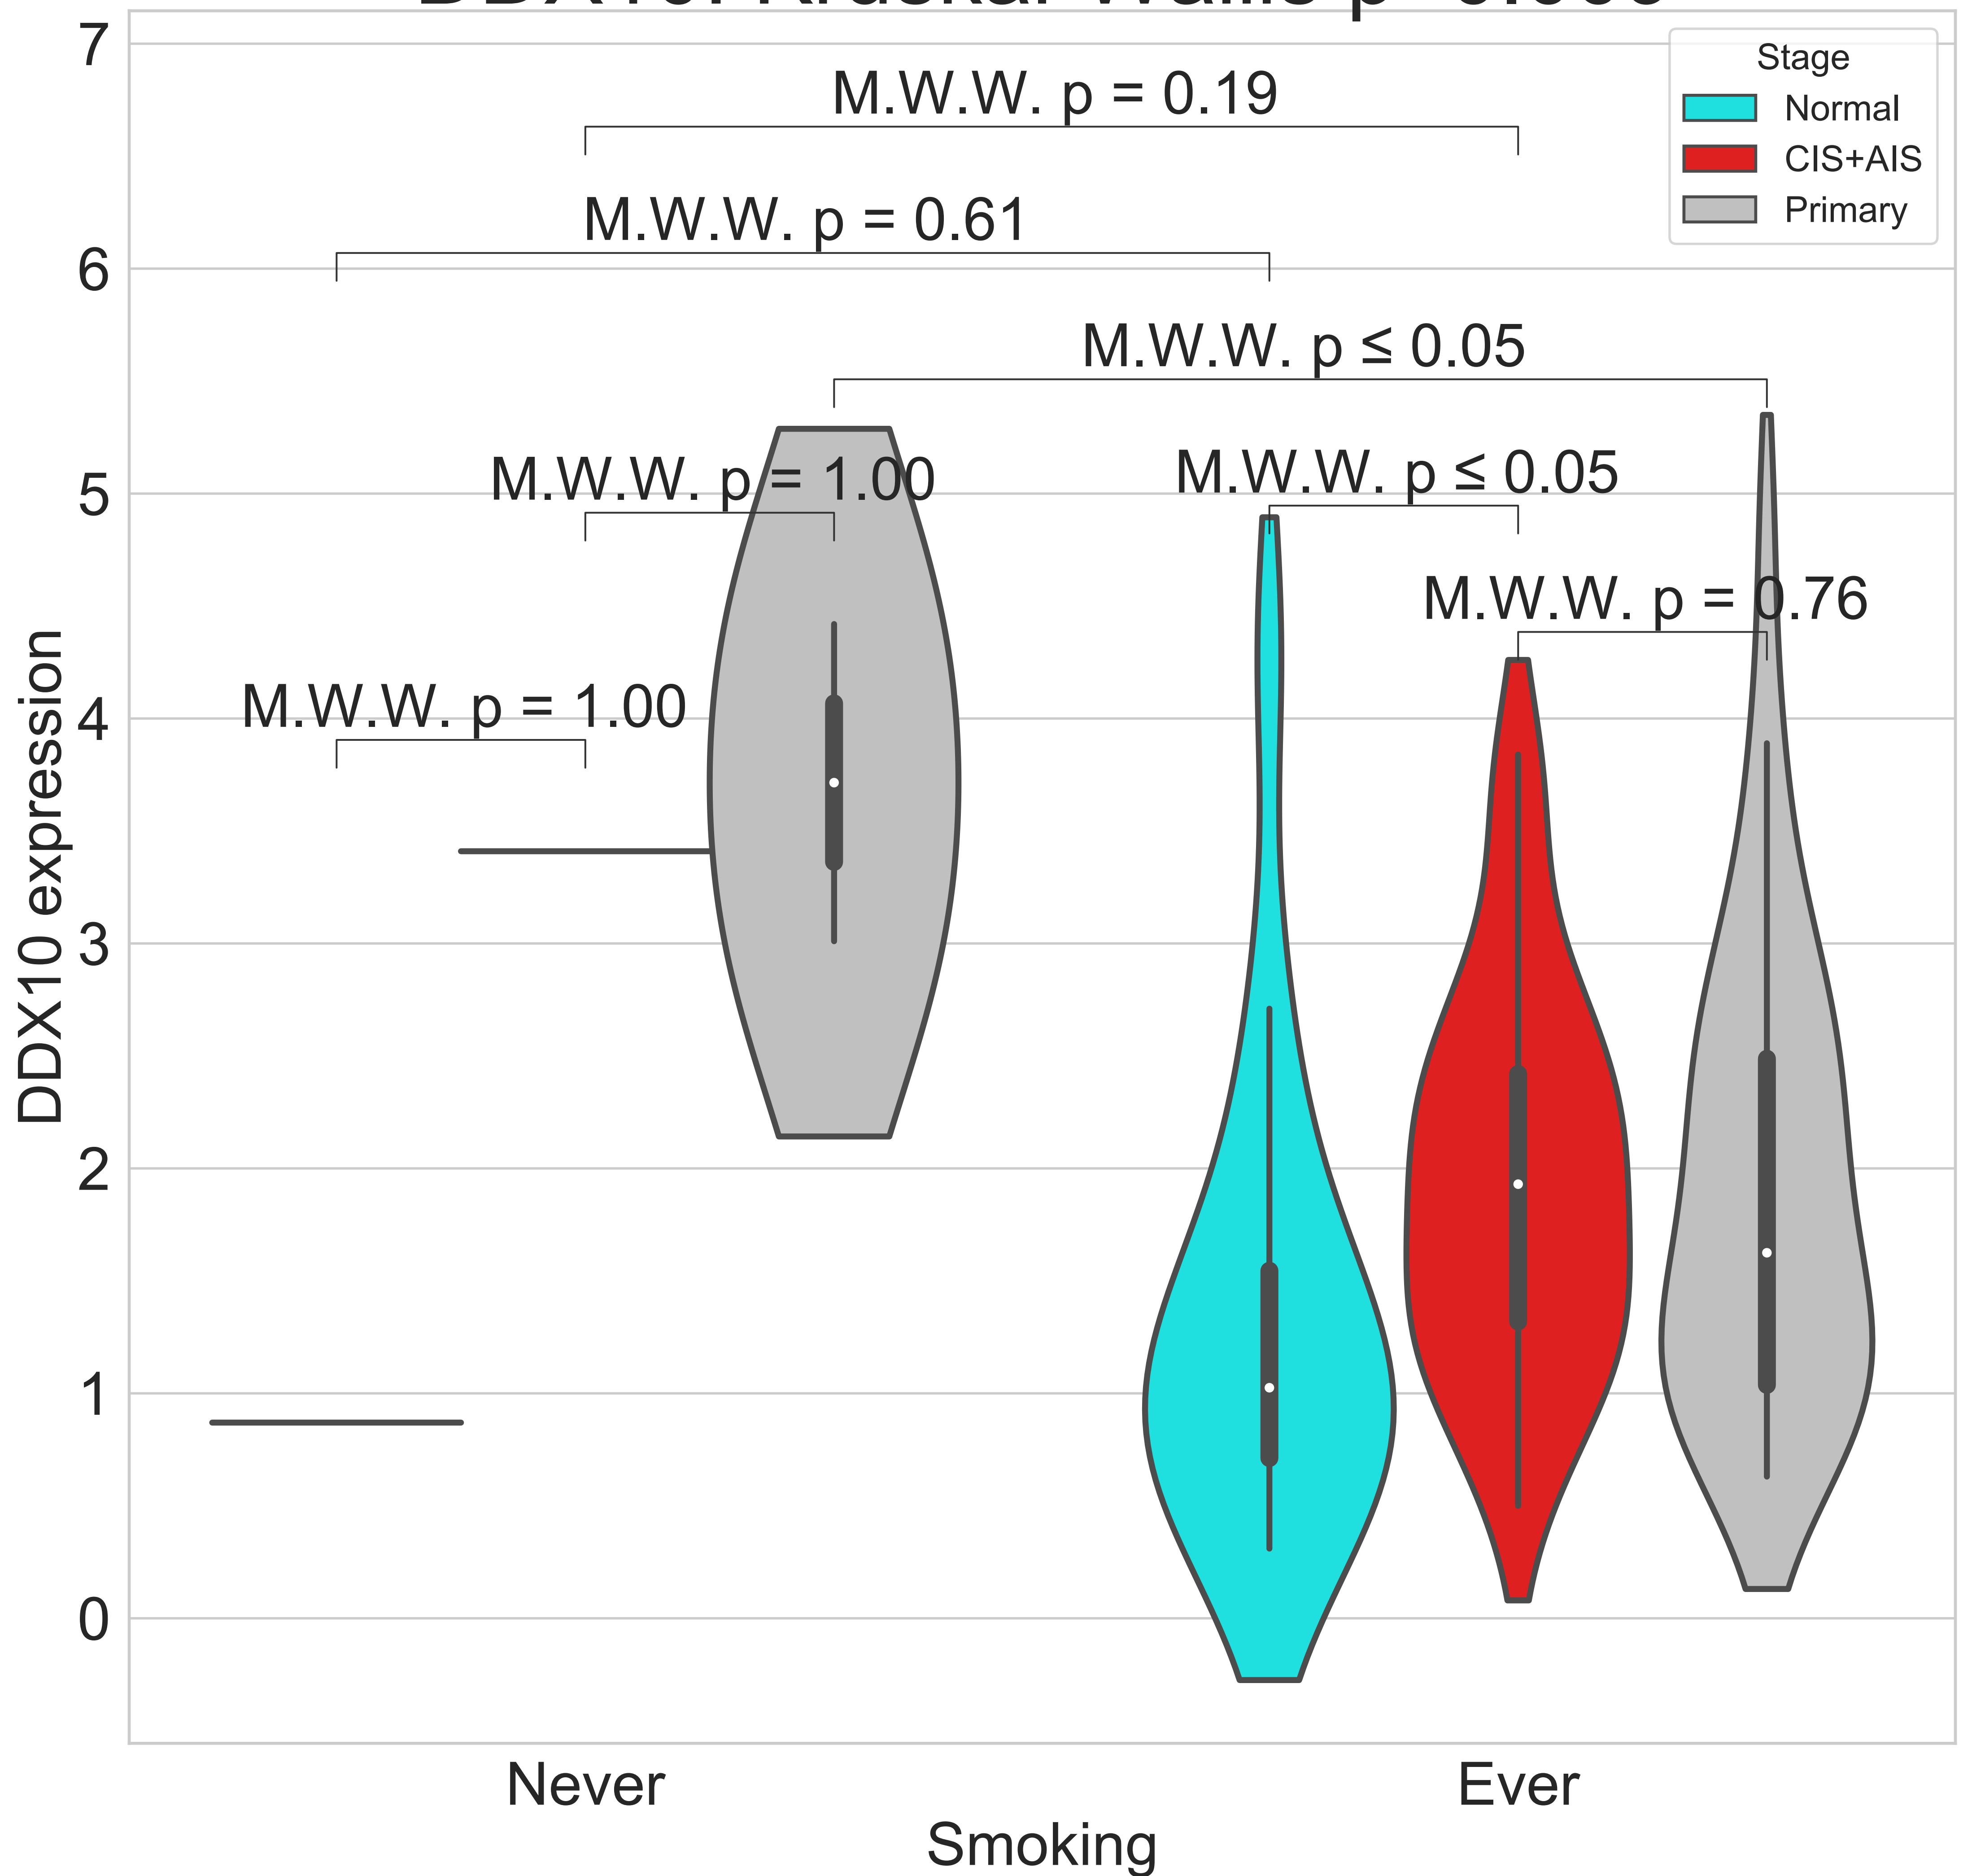 7
Stage
Normal
CIS+AIS
Primary
M.W.W. p = 0.19
M.W.W. p = 0.61
6
M.W.W. p ≤ 0.05
M.W.W. p = 1.00
M.W.W. p ≤ 0.05
5
M.W.W. p = 0.76
M.W.W. p = 1.00
4
DDX10 expression
3
2
1
0
Never
Ever
Smoking